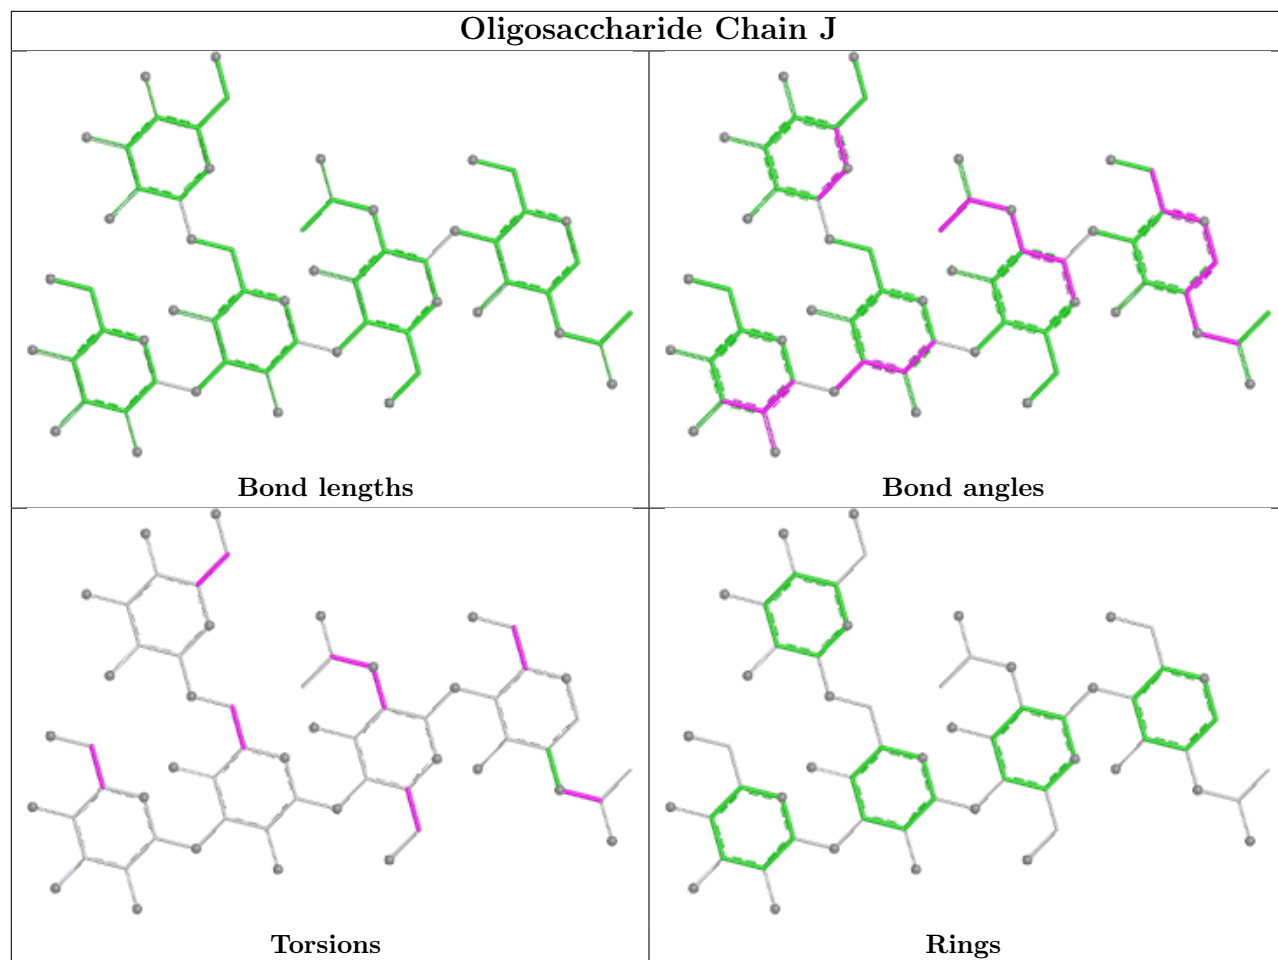 Oligosaccharide Chain J
Bond lengths
Bond angles
Torsions
Rings